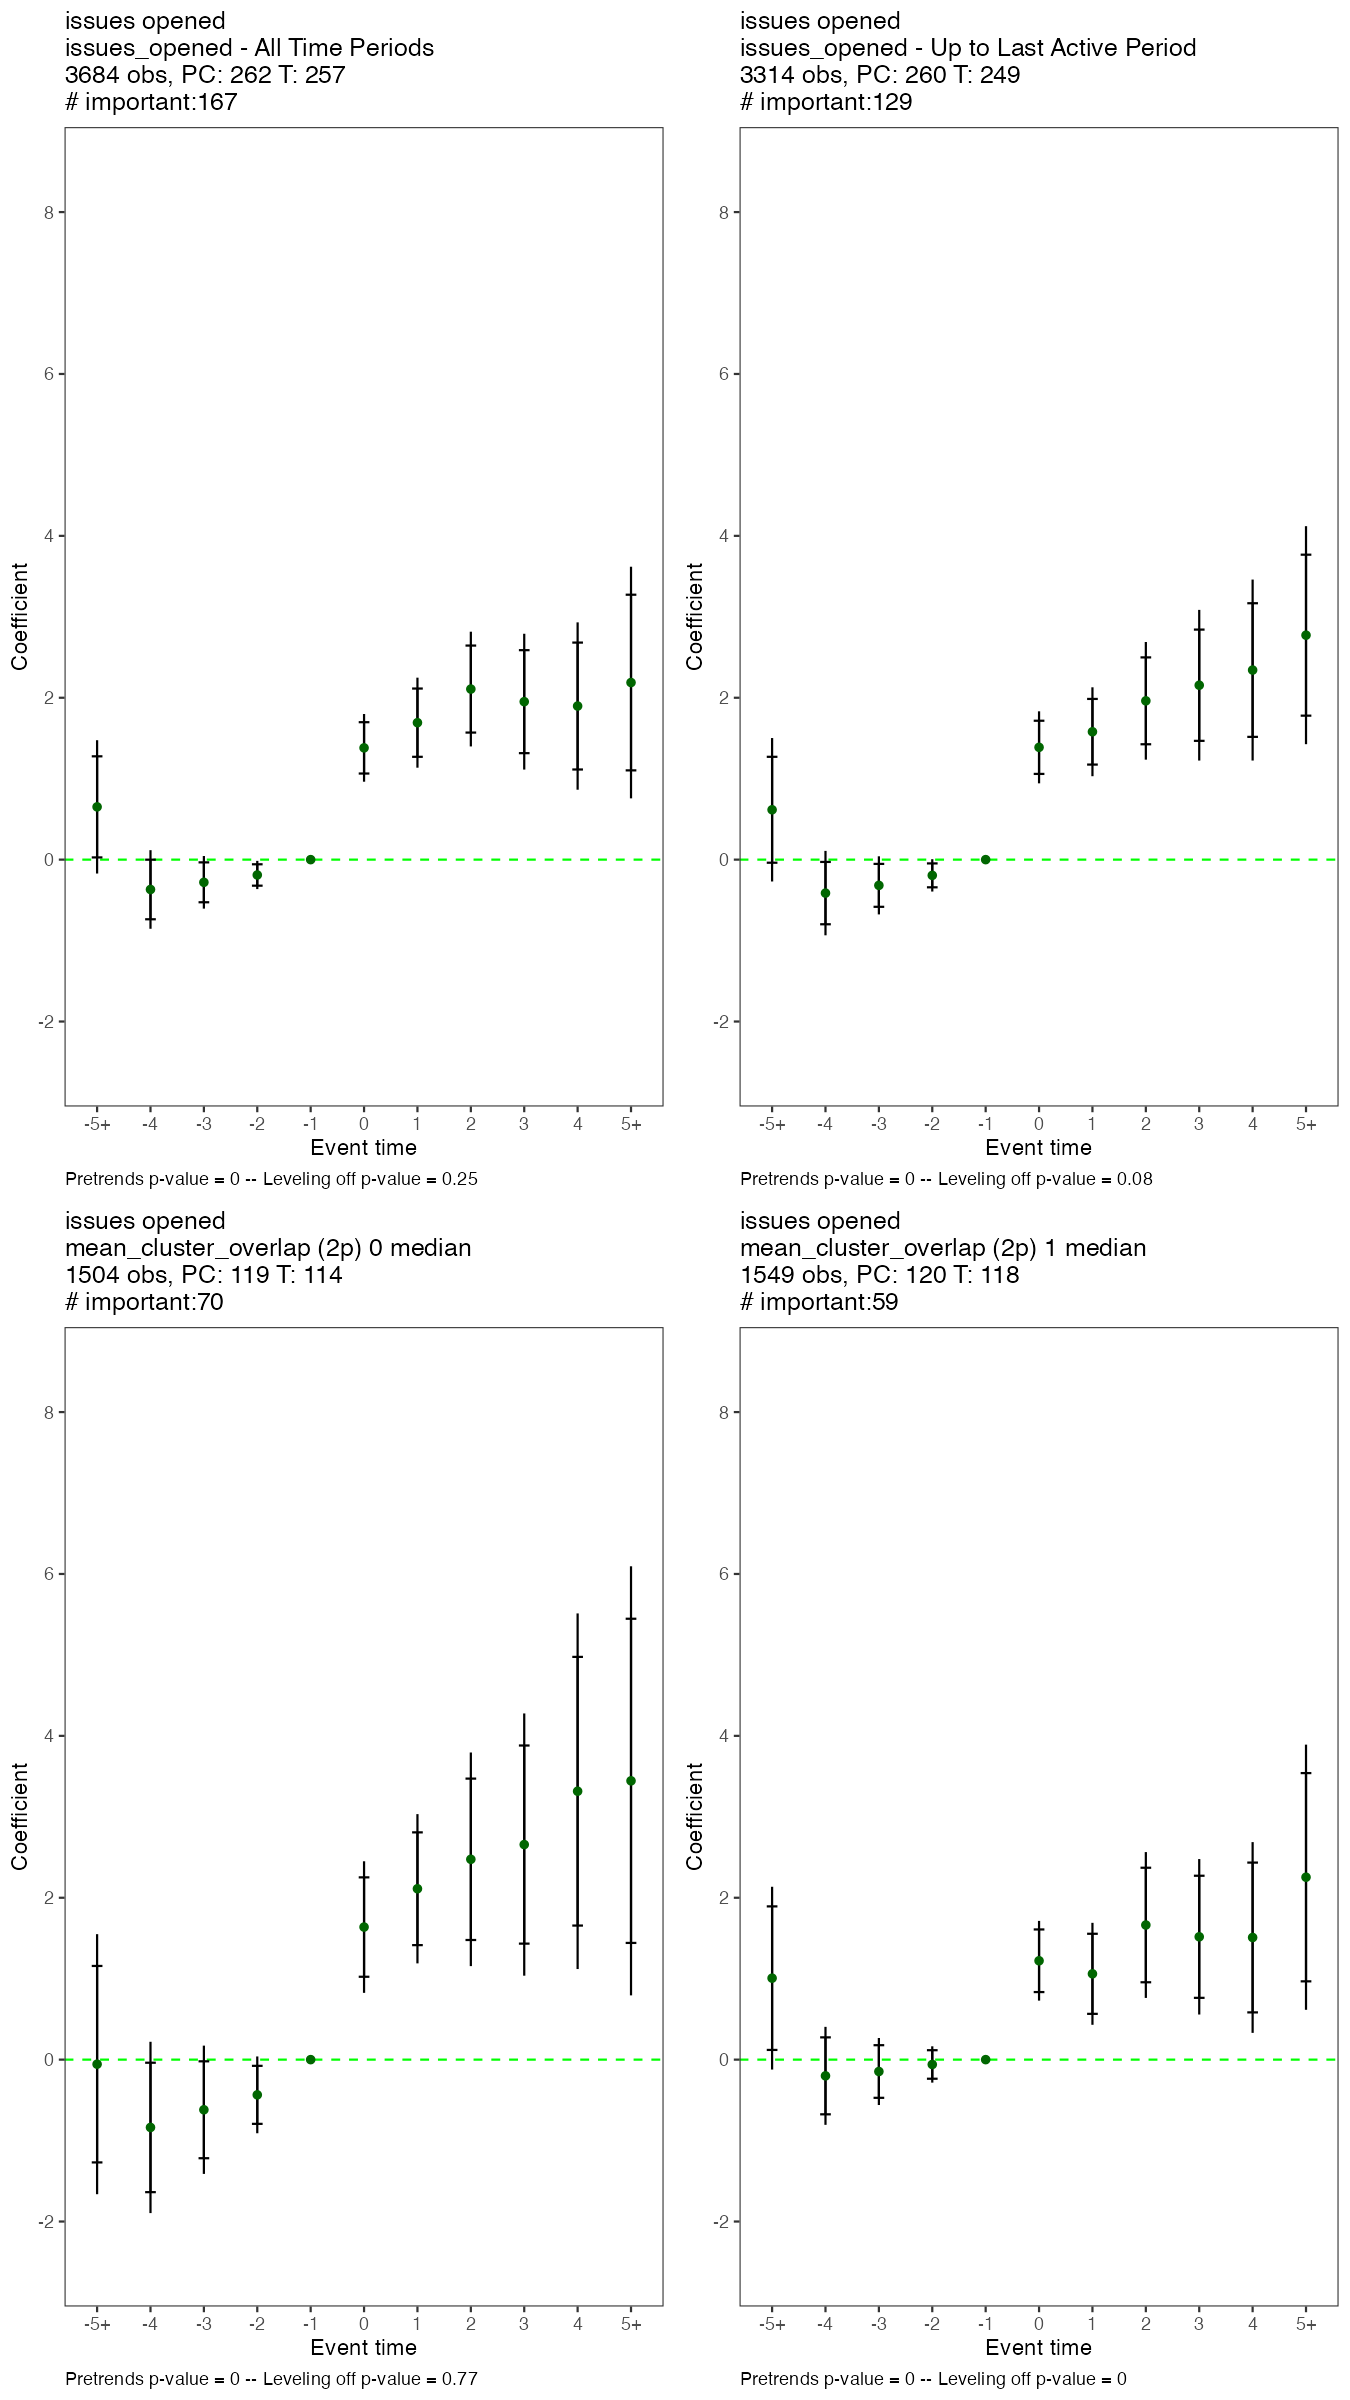 issues opened
issues_opened - All Time Periods
3684 obs, PC: 262 T: 257
# important:167
8
6
4
2
0
-2
Coefficient
-5+ -4 -3 -2 -1 0 1 2 3 4 5+
Event time
Pretrends p-value = 0 -- Leveling off p-value = 0.25
issues opened
issues_opened - Up to Last Active Period
3314 obs, PC: 260 T: 249
# important:129
8
6
4
2
0
-2
Coefficient
-5+ -4 -3 -2 -1 0 1 2 3 4 5+
Event time
Pretrends p-value = 0 -- Leveling off p-value = 0.08
issues opened
mean_cluster_overlap (2p) 0 median
1504 obs, PC: 119 T: 114
# important:70
8
6
4
2
0
-2
Coefficient
-5+ -4 -3 -2 -1 0 1 2 3 4 5+
Event time
Pretrends p-value = 0 -- Leveling off p-value = 0.77
issues opened
mean_cluster_overlap (2p) 1 median
1549 obs, PC: 120 T: 118
# important:59
8
6
4
2
0
-2
Coefficient
-5+ -4 -3 -2 -1 0 1 2 3 4 5+
Event time
Pretrends p-value = 0 -- Leveling off p-value = 0